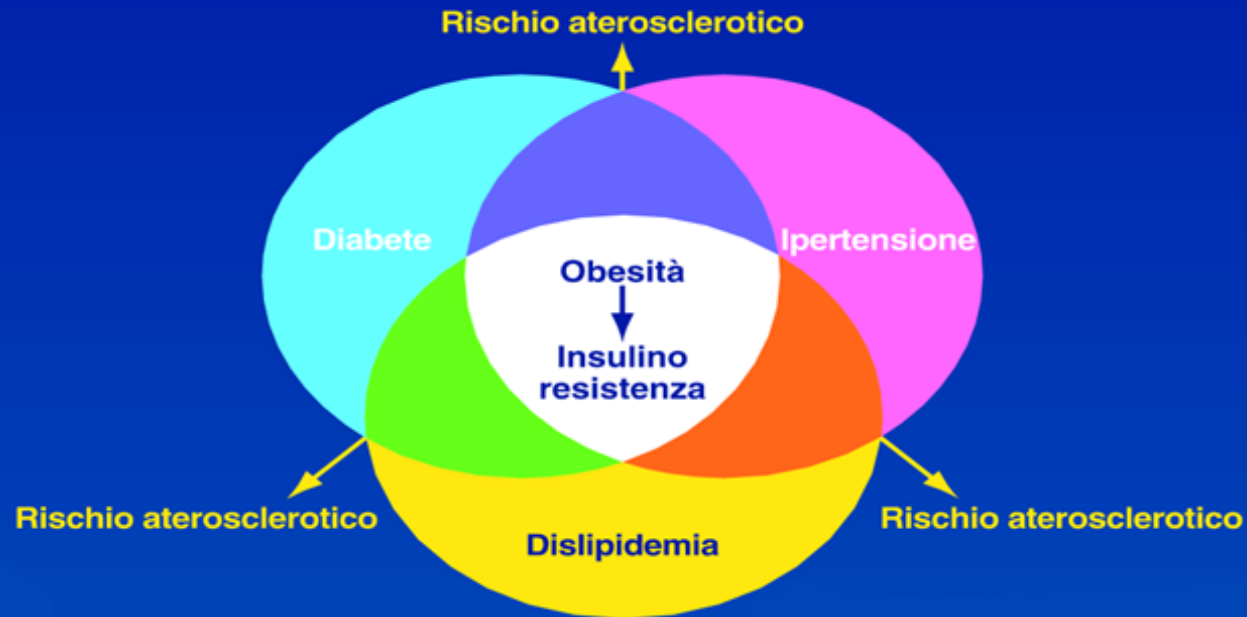 Rischio aterosclerotico
Diabete
Ipertensione
Obesità
Insulino
resistenza
Rischio aterosclerotico
Rischio aterosclerotico
Dislipidemia